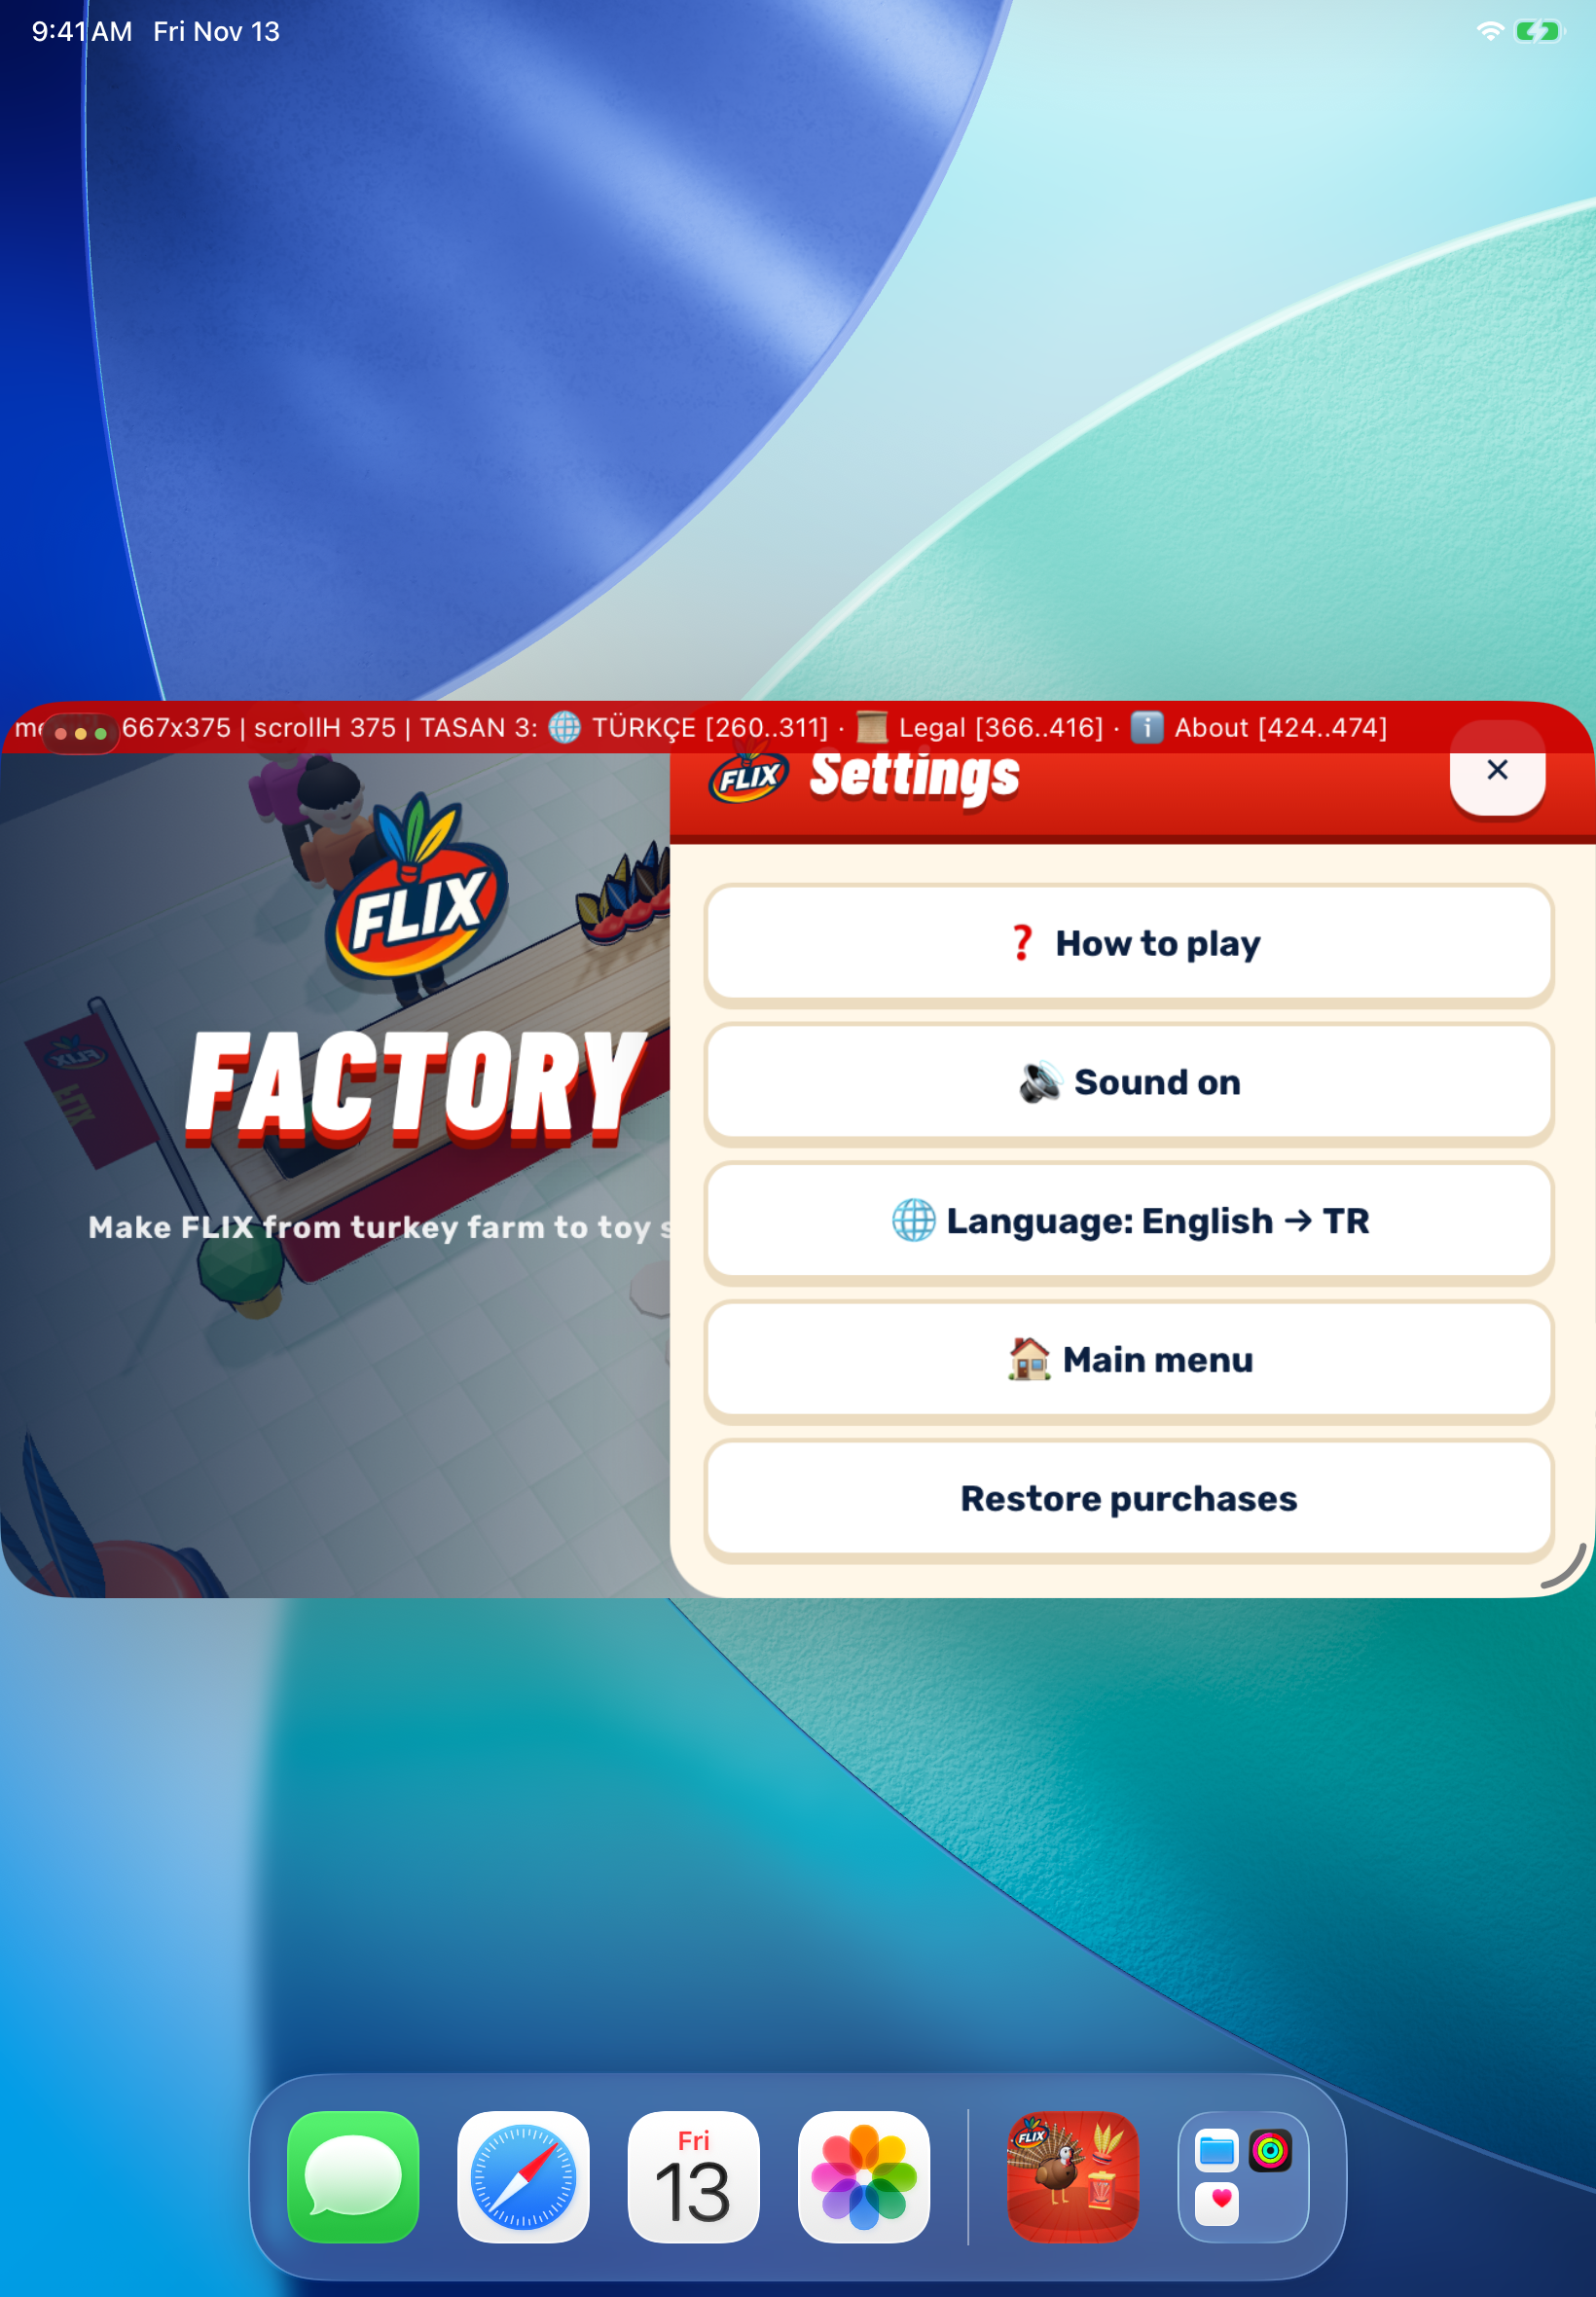 9:41 AM Fri Nov 13
667x375 | scrollH 375 | TASAN 3: 🌐 TÜRKÇE [260..311] · 📜 Legal [366..416] · ℹ️ About [424..474]
FLIX Settings ×
FLIX
FACTORY
Make FLIX from turkey farm to toy
❓ How to play
🔊 Sound on
🌐 Language: English → TR
🏠 Main menu
Restore purchases
FLIX
Fri
13
FLIX